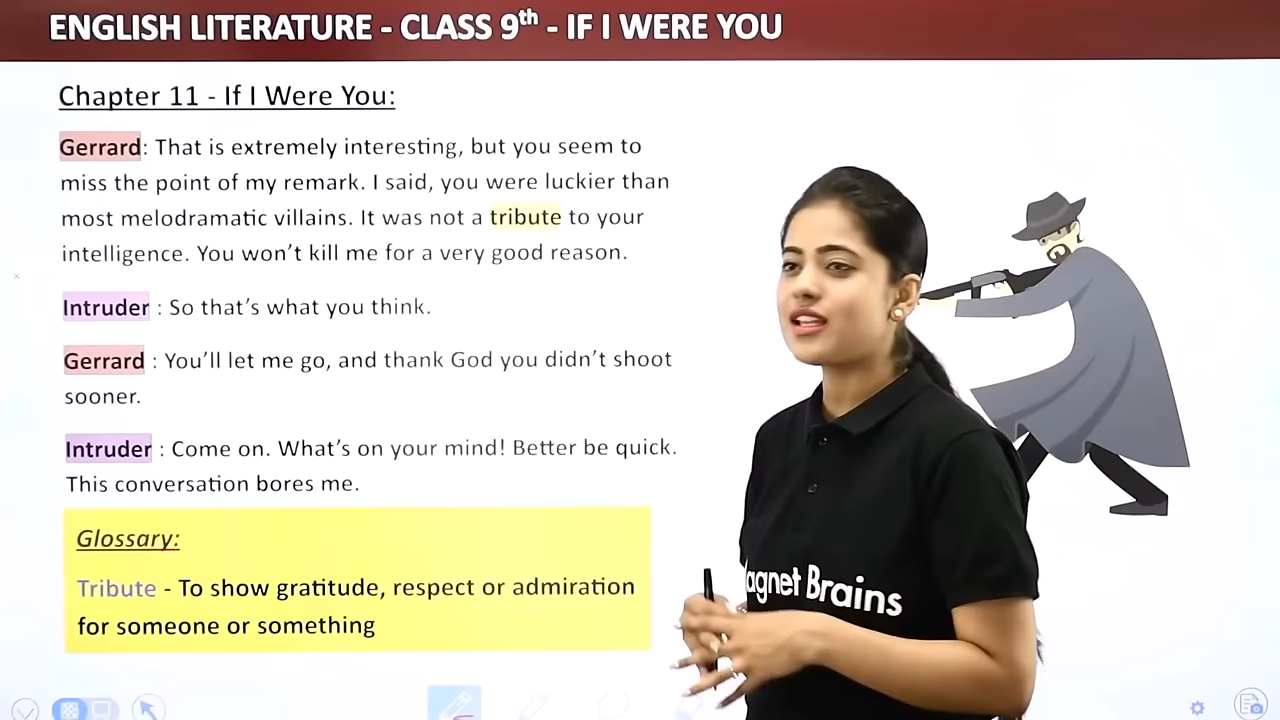 ENGLISH LITERATURE - CLASS 9th - IF I WERE YOU
Chapter 11 - If I Were You:
Gerrard: That is extremely interesting, but you seem to
miss the point of my remark. I said, you were luckier than
most melodramatic villains. It was not a tribute to your
intelligence. You won't kill me for a very good reason.
Intruder : So that's what you think.
Gerrard : You'll let me go, and thank God you didn't shoot
sooner.
Intruder : Come on. What's on your mind! Better be quick.
This conversation bores me.
Glossary:
Tribute - To show gratitude, respect or admiration
for someone or something
agnet Brains